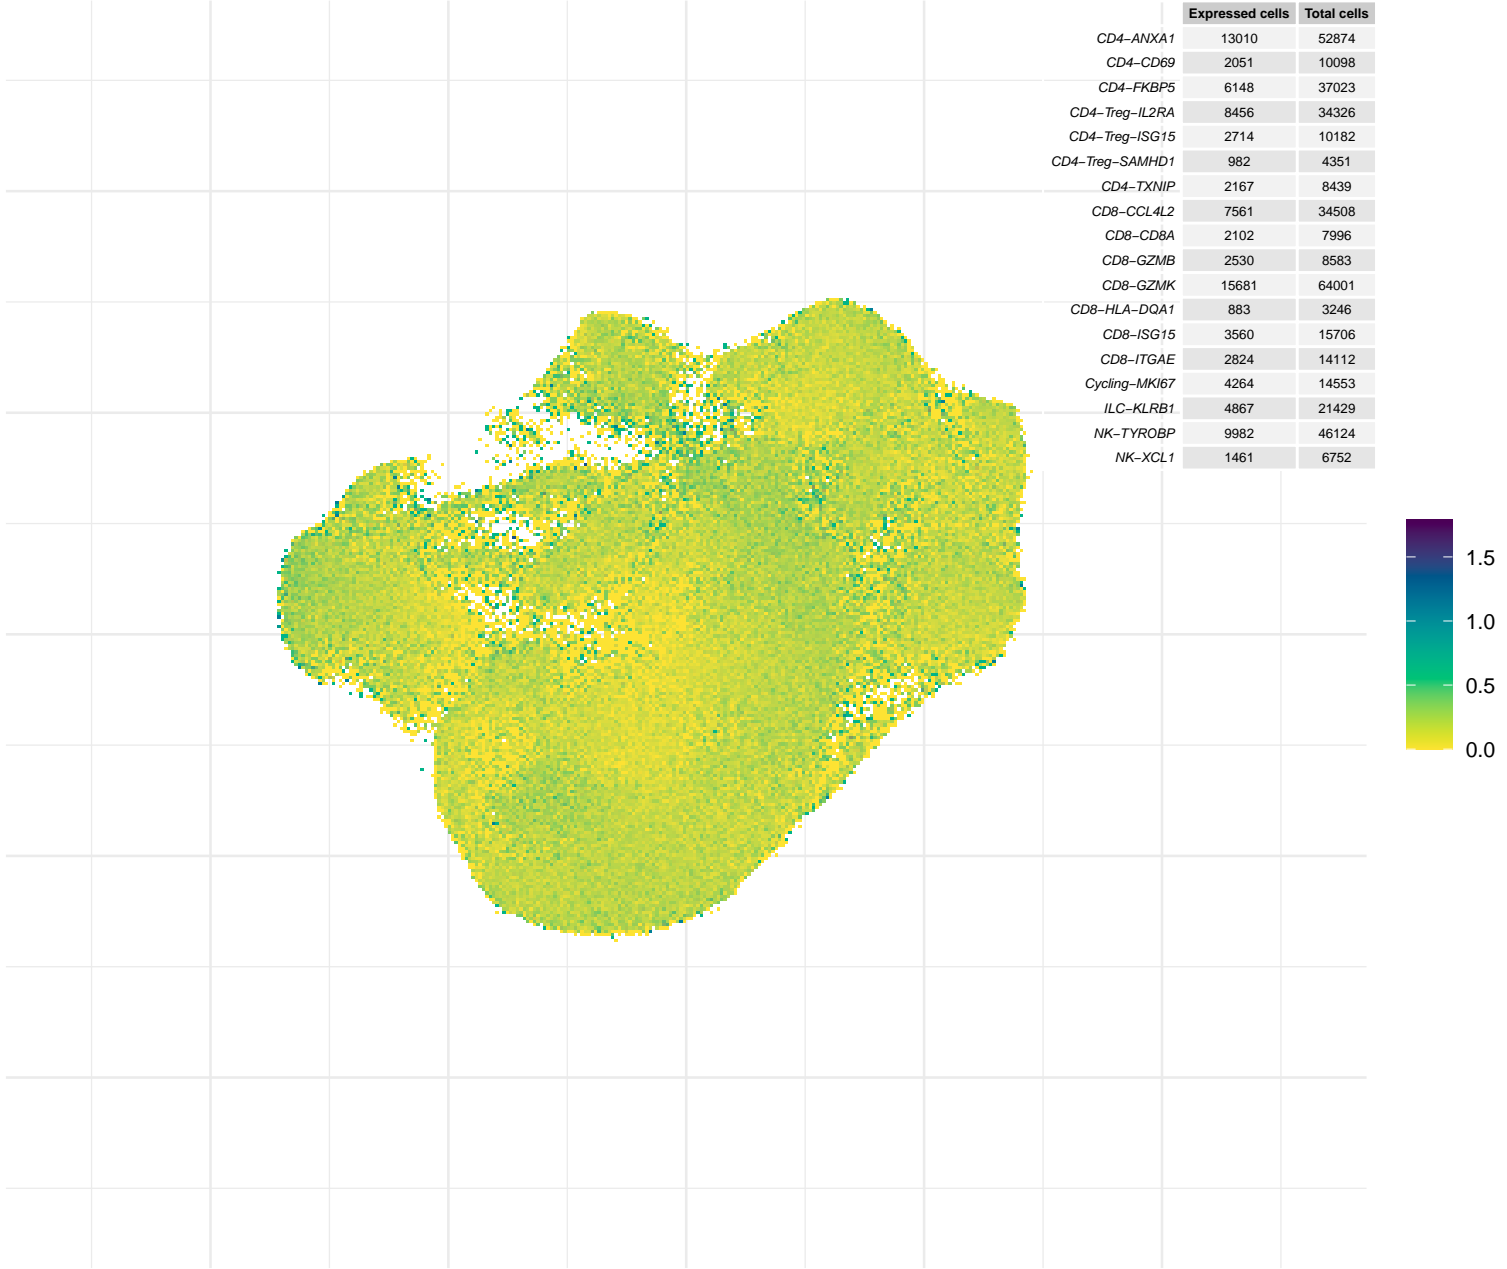 Expressed cells Total cells
CD4−ANXA1 13010 52874
CD4−CD69 2051 10098
CD4−FKBP5 6148 37023
CD4−Treg−IL2RA 8456 34326
CD4−Treg−ISG15 2714 10182
CD4−Treg−SAMHD1 982 4351
CD4−TXNIP 2167 8439
CD8−CCL4L2 7561 34508
CD8−CD8A 2102 7996
CD8−GZMB 2530 8583
CD8−GZMK 15681 64001
CD8−HLA−DQA1 883 3246
CD8−ISG15 3560 15706
CD8−ITGAE 2824 14112
Cycling−MKI67 4264 14553
ILC−KLRB1 4867 21429
NK−TYROBP 9982 46124
NK−XCL1 1461 6752
1.5
1.0
0.5
0.0